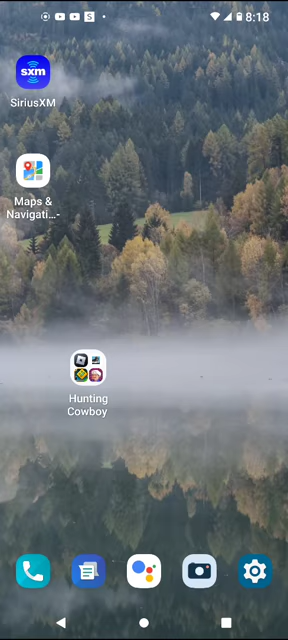 S
8:18
sxm
SiriusXM
Maps &
Navigati...-
Hunting
Cowboy